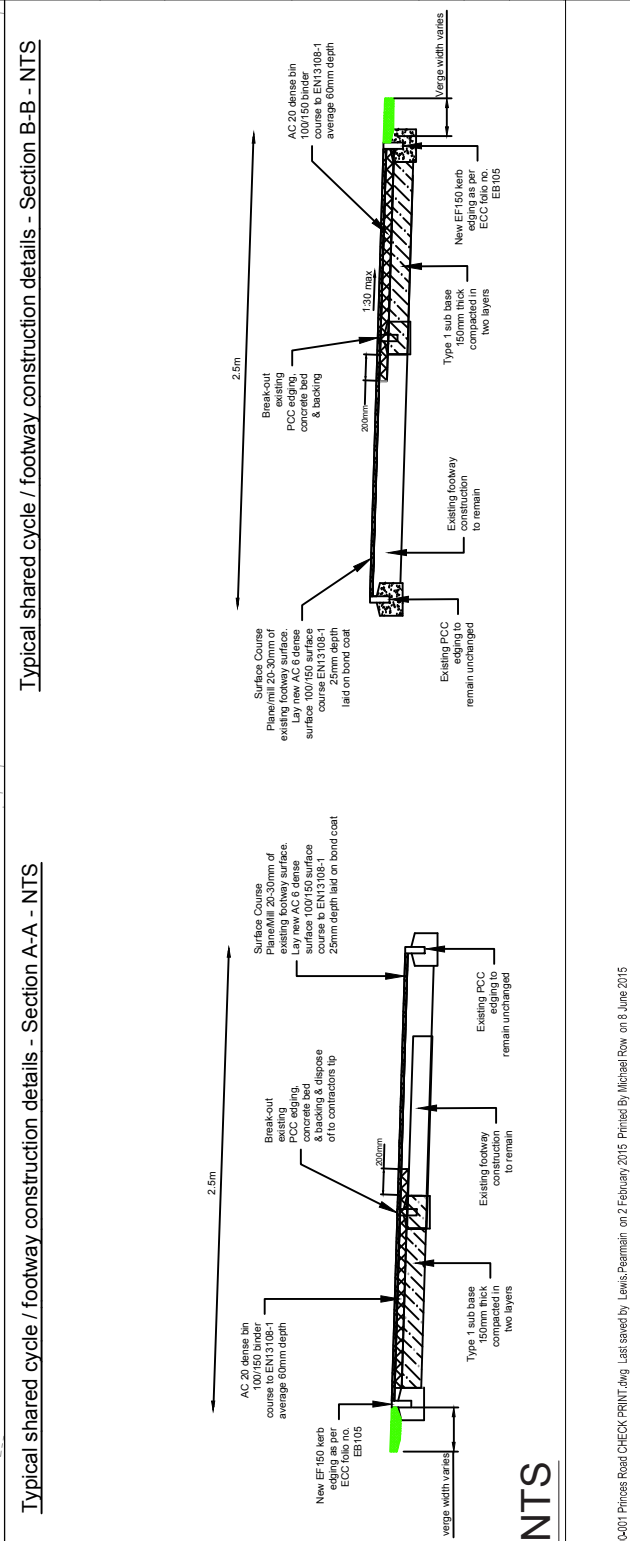 Typical shared cycle / footway construction details - Section A-A - NTS
2.5m
AC 20 dense bin
100/150 binder
course to EN13108-1
average 60mm depth
New EF150 kerb
edging as per
ECC folio no.
EB105
verge width varies
Break-out
existing
PCC edging,
concrete bed
& backing & dispose
of to contractors tip
200mm
Surface Course
Plane/Mill 20-30mm of
existing footway surface.
Lay new AC 6 dense
surface 100/150 surface
course to EN13108-1
25mm depth laid on bond coat
Type 1 sub base
150mm thick
compacted in
two layers
Existing footway
construction
to remain
Existing PCC
edging to
remain unchanged
NTS
Typical shared cycle / footway construction details - Section B-B - NTS
2.5m
Surface Course
Plane/mill 20-30mm of
existing footway surface.
Lay new AC 6 dense
surface 100/150 surface
course EN13108-1
25mm depth
laid on bond coat
Break-out
existing
PCC edging,
concrete bed
& backing
200mm
1:30 max
AC 20 dense bin
100/150 binder
course to EN13108-1
average 60mm depth
Verge width varies
Existing PCC
edging to
remain unchanged
Existing footway
construction
to remain
Type 1 sub base
150mm thick
compacted in
two layers
New EF150 kerb
edging as per
ECC folio no.
EB105
0-001 Princes Road CHECK PRINT.dwg Last saved by Lewis.Pearmain on 2 February 2015 Printed By Michael Row on 8 June 2015